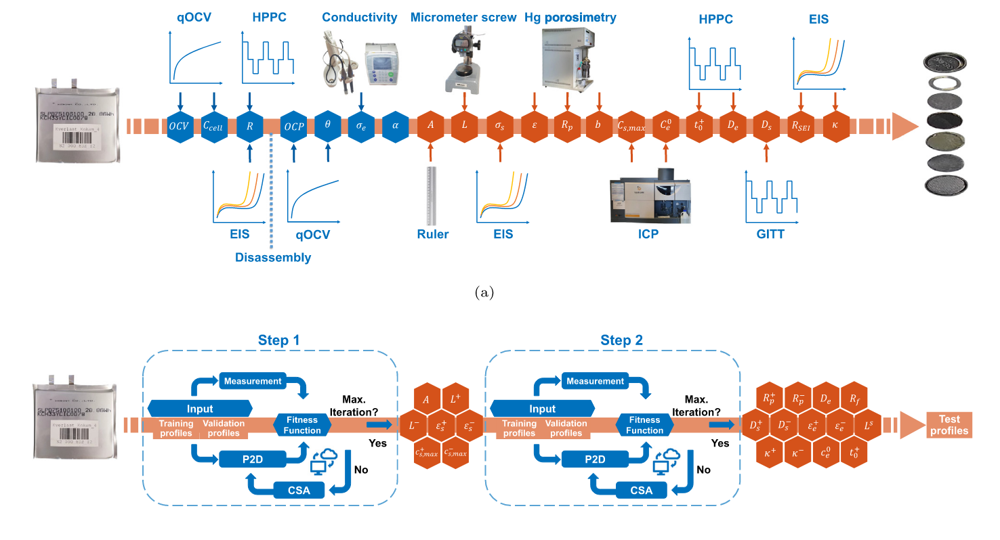 qOCV
HPPC
Conductivity
Micrometer screw
Hg porosimetry
HPPC
EIS
SLPB75106100 20.86Wh
OCV
C_cell
R
OCP
θ
σ_e
α
A
L
σ_s
ε
R_p
b
C_s,max
C_e^0
t_0^+
D_e
D_s
R_SEI
κ
EIS
qOCV
Ruler
EIS
ICP
GITT
Disassembly
(a)
Step 1
Step 2
Measurement
Measurement
Max.
Iteration?
Max.
Iteration?
Input
Input
Training
profiles
Validation
profiles
Fitness
Function
Training
profiles
Validation
profiles
Fitness
Function
Yes
Yes
P2D
P2D
No
No
CSA
CSA
A
L^+
L^-
ε_s^+
ε_s^-
c_s,max^+
c_s,max^-
R_p^+
R_p^-
D_e
R_f
D_s^+
D_s^-
ε_e^+
ε_e^-
L^s
κ^+
κ^-
c_e^0
t_0^+
Test
profiles